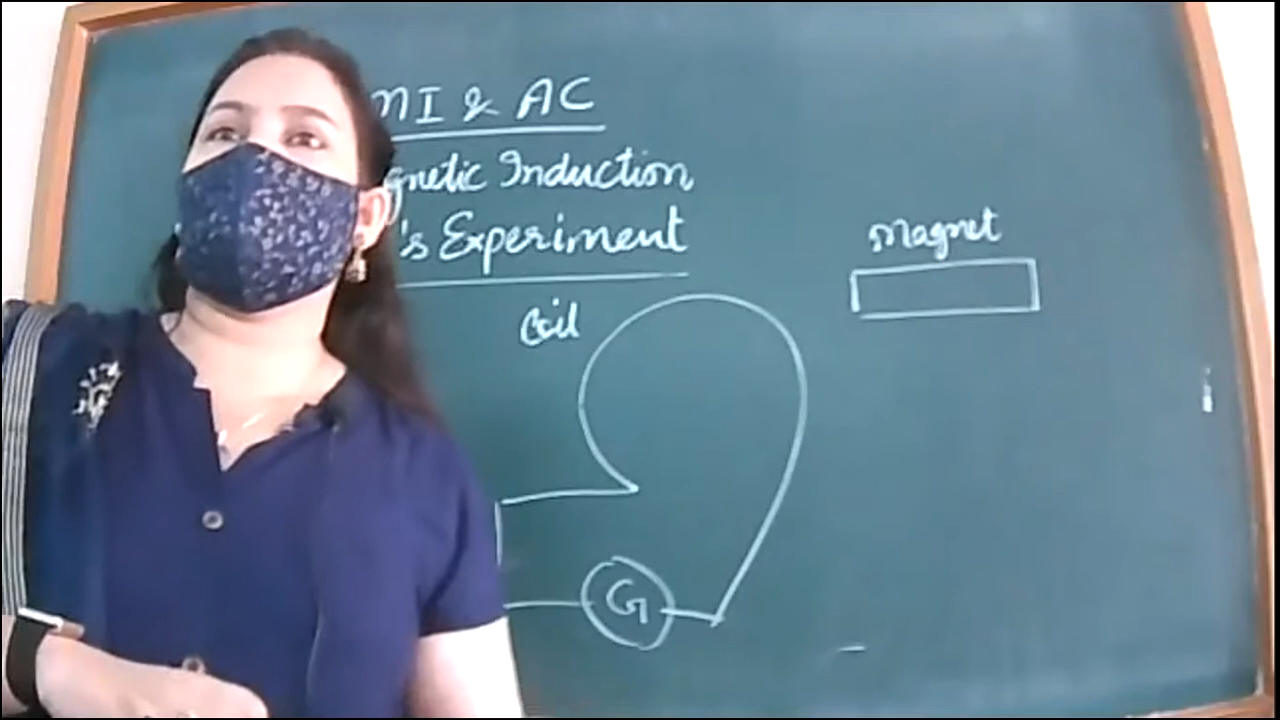 MI & AC
gnetic Induction
's Experiment
Magnet
Coil
G